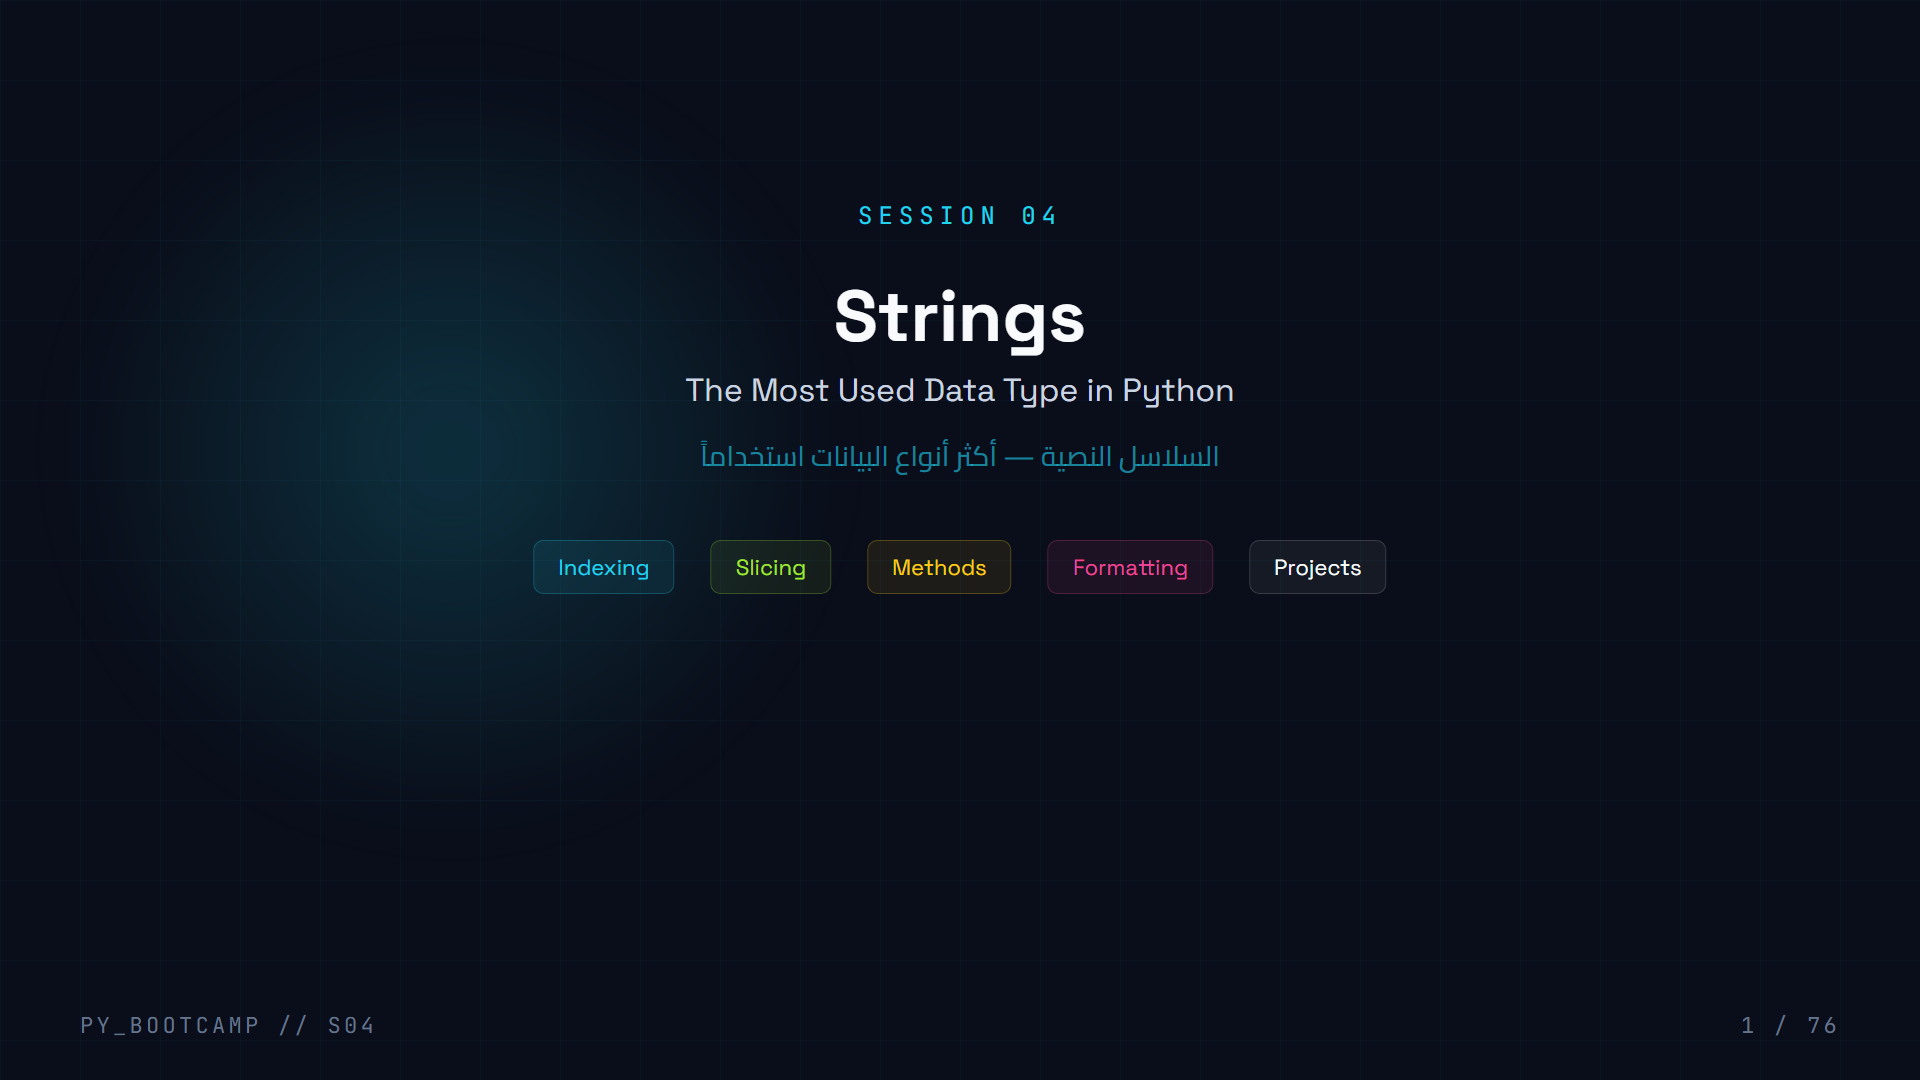 SESSION 04
Strings
The Most Used Data Type in Python
السلاسل النصية — أكثر أنواع البيانات استخداماً
Indexing Slicing Methods Formatting Projects
PY_BOOTCAMP // S04
1 / 76